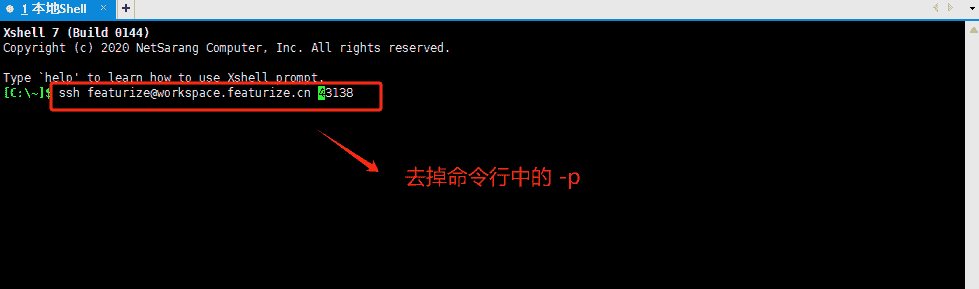 1 本地Shell × +
Xshell 7 (Build 0144)
Copyright (c) 2020 NetSarang Computer, Inc. All rights reserved.
Type `help' to learn how to use Xshell prompt.
[C:\~]$ ssh featurize@workspace.featurize.cn 43138
去掉命令行中的 -p